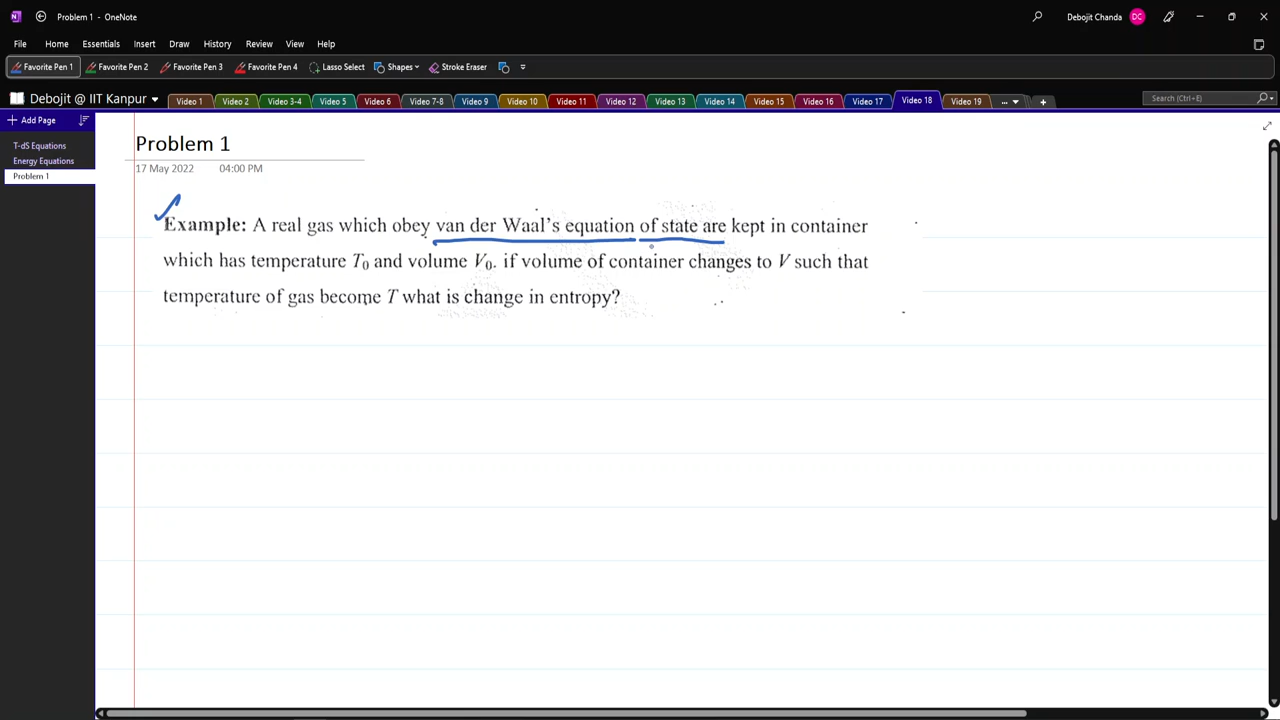 Problem 1 - OneNote
Debojit Chanda DC
File Home Essentials Insert Draw History Review View Help
Favorite Pen 1 Favorite Pen 2 Favorite Pen 3 Favorite Pen 4 Lasso Select Shapes Stroke Eraser
Debojit @ IIT Kanpur Video 1 Video 2 Video 3-4 Video 5 Video 6 Video 7-8 Video 9 Video 10 Video 11 Video 12 Video 13 Video 14 Video 15 Video 16 Video 17 Video 18 Video 19 ... Search (Ctrl+E)
Add Page
T-dS Equations
Energy Equations
Problem 1
Problem 1
17 May 2022 04:00 PM
Example: A real gas which obey van der Waal's equation of state are kept in container
which has temperature T₀ and volume V₀. if volume of container changes to V such that
temperature of gas become T what is change in entropy?